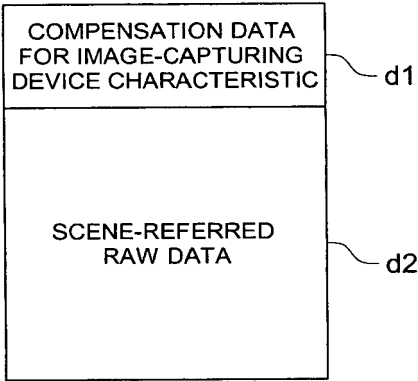 COMPENSATION DATA
FOR IMAGE-CAPTURING
DEVICE CHARACTERISTIC
d1
SCENE-REFERRED
RAW DATA
d2